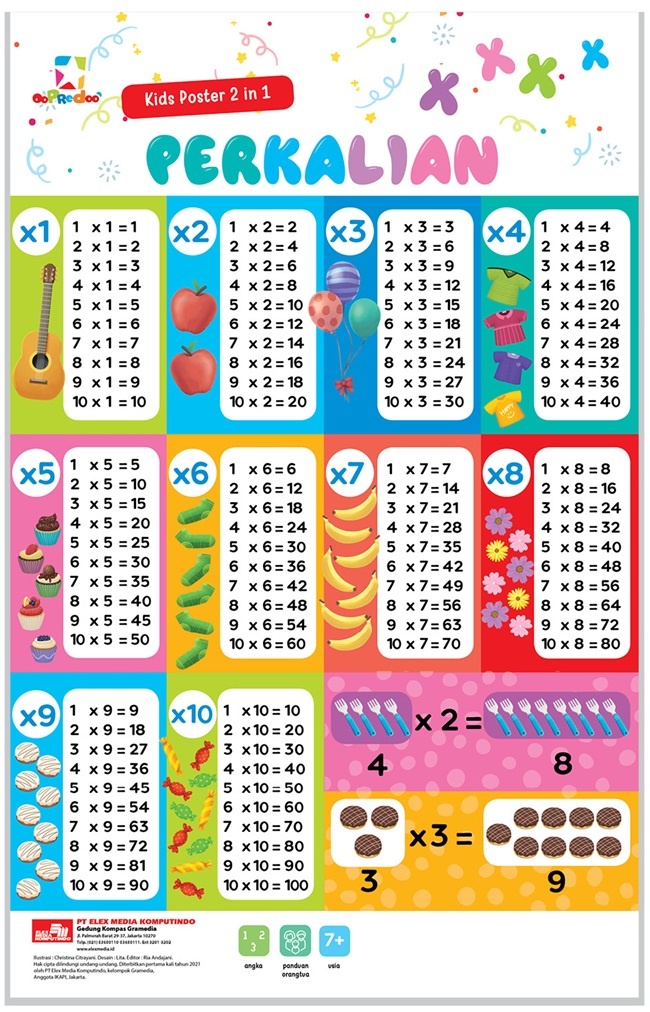 ooPRedoo
Kids Poster 2 in 1
PERKALIAN
x1
1 x 1 = 1
2 x 1 = 2
3 x 1 = 3
4 x 1 = 4
5 x 1 = 5
6 x 1 = 6
7 x 1 = 7
8 x 1 = 8
9 x 1 = 9
10 x 1 = 10
x2
1 x 2 = 2
2 x 2 = 4
3 x 2 = 6
4 x 2 = 8
5 x 2 = 10
6 x 2 = 12
7 x 2 = 14
8 x 2 = 16
9 x 2 = 18
10 x 2 = 20
x3
1 x 3 = 3
2 x 3 = 6
3 x 3 = 9
4 x 3 = 12
5 x 3 = 15
6 x 3 = 18
7 x 3 = 21
8 x 3 = 24
9 x 3 = 27
10 x 3 = 30
x4
1 x 4 = 4
2 x 4 = 8
3 x 4 = 12
4 x 4 = 16
5 x 4 = 20
6 x 4 = 24
7 x 4 = 28
8 x 4 = 32
9 x 4 = 36
10 x 4 = 40
HAPPY
x5
1 x 5 = 5
2 x 5 = 10
3 x 5 = 15
4 x 5 = 20
5 x 5 = 25
6 x 5 = 30
7 x 5 = 35
8 x 5 = 40
9 x 5 = 45
10 x 5 = 50
x6
1 x 6 = 6
2 x 6 = 12
3 x 6 = 18
4 x 6 = 24
5 x 6 = 30
6 x 6 = 36
7 x 6 = 42
8 x 6 = 48
9 x 6 = 54
10 x 6 = 60
x7
1 x 7 = 7
2 x 7 = 14
3 x 7 = 21
4 x 7 = 28
5 x 7 = 35
6 x 7 = 42
7 x 7 = 49
8 x 7 = 56
9 x 7 = 63
10 x 7 = 70
x8
1 x 8 = 8
2 x 8 = 16
3 x 8 = 24
4 x 8 = 32
5 x 8 = 40
6 x 8 = 48
7 x 8 = 56
8 x 8 = 64
9 x 8 = 72
10 x 8 = 80
x9
1 x 9 = 9
2 x 9 = 18
3 x 9 = 27
4 x 9 = 36
5 x 9 = 45
6 x 9 = 54
7 x 9 = 63
8 x 9 = 72
9 x 9 = 81
10 x 9 = 90
x10
1 x 10 = 10
2 x 10 = 20
3 x 10 = 30
4 x 10 = 40
5 x 10 = 50
6 x 10 = 60
7 x 10 = 70
8 x 10 = 80
9 x 10 = 90
10 x 10 = 100
x 2 =
4 8
x3 =
3 9
ELEX MEDIA
KOMPUTINDO
PT ELEX MEDIA KOMPUTINDO
Gedung Kompas Gramedia
Jl. Palmerah Barat 29-37, Jakarta 10270
Telp. (021) Ext 3201 3202
www.elexmedia.id
Ilustrasi : Christina Citrayani. Desain : Lita. Editor : Ria Andajani.
Hak cipta dilindungi undang-undang. Diterbitkan pertama kali tahun 2021
oleh PT Elex Media Komputindo, kelompok Gramedia,
Anggota IKAPI, Jakarta.
1 2
3
angka
panduan
orangtua
7+
usia